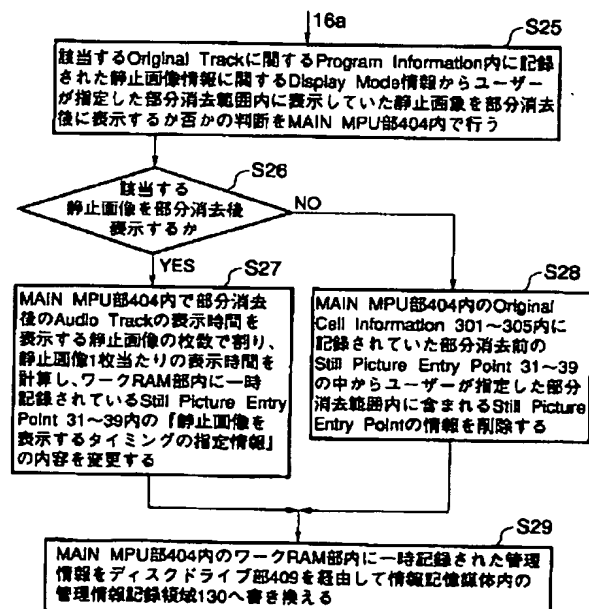 16a
S25
該当するOriginal Trackに関するProgram Information内に記録
された静止画像情報に関するDisplay Mode情報からユーザー
が指定した部分消去範囲内に表示していた静止画象を部分消去
後に表示するか否かの判断をMAIN MPU部404内で行う
S26
該当する
静止画像を部分消去後
表示するか
NO
YES
S27
MAIN MPU部404内で部分消去
後のAudio Trackの表示時間を
表示する静止画像の枚数で割り、
静止画像1枚当たりの表示時間を
計算し、ワークRAM部内に一時
記録されているStill Picture Entry
Point 31〜39内の『静止画像を
表示するタイミングの指定情報』
の内容を変更する
S28
MAIN MPU部404内のOriginal
Cell Information 301〜305内に
記録されていた部分消去前の
Still Picture Entry Point 31〜39
の中からユーザーが指定した部分
消去範囲内に含まれるStill Picture
Entry Pointの情報を削除する
S29
MAIN MPU部404内のワークRAM部内に一時記録された管理
情報をディスクドライブ部409を経由して情報記憶媒体内の
管理情報記録領域130へ書き換える